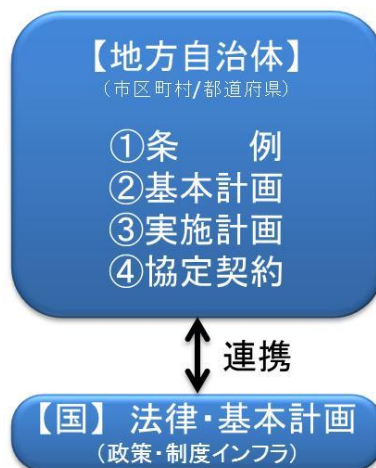 【地方自治体】
(市区町村/都道府県)
①条　　例
②基本計画
③実施計画
④協定契約
連携
【国】 法律・基本計画
(政策・制度インフラ)